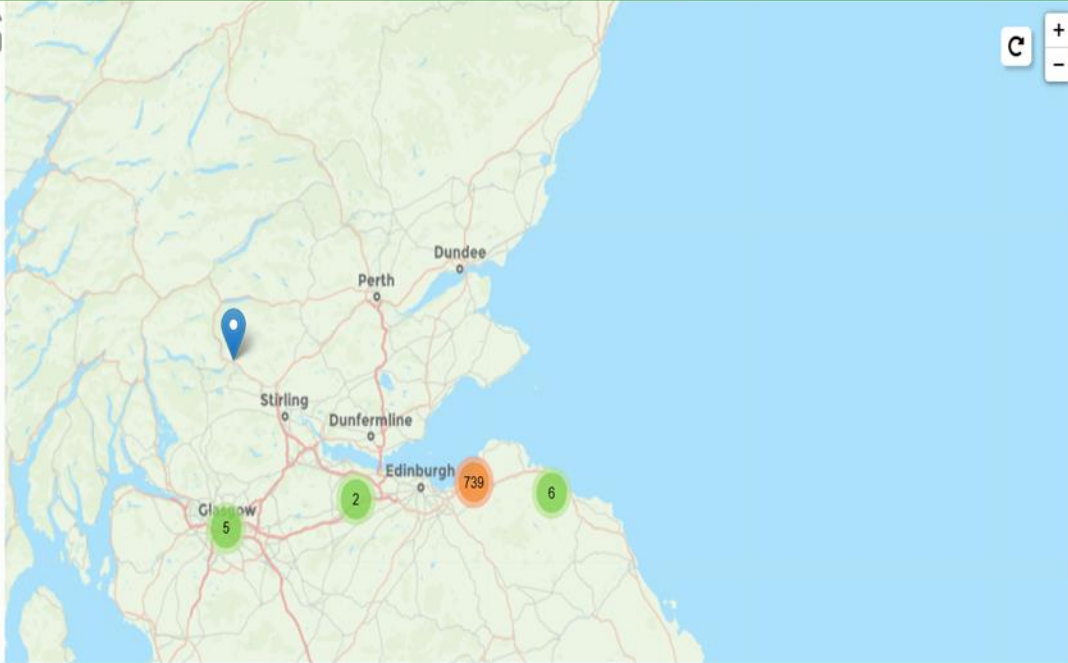 +
−
Dundee
Perth
Stirling
Dunfermline
Edinburgh
739
2
6
Glasgow
5